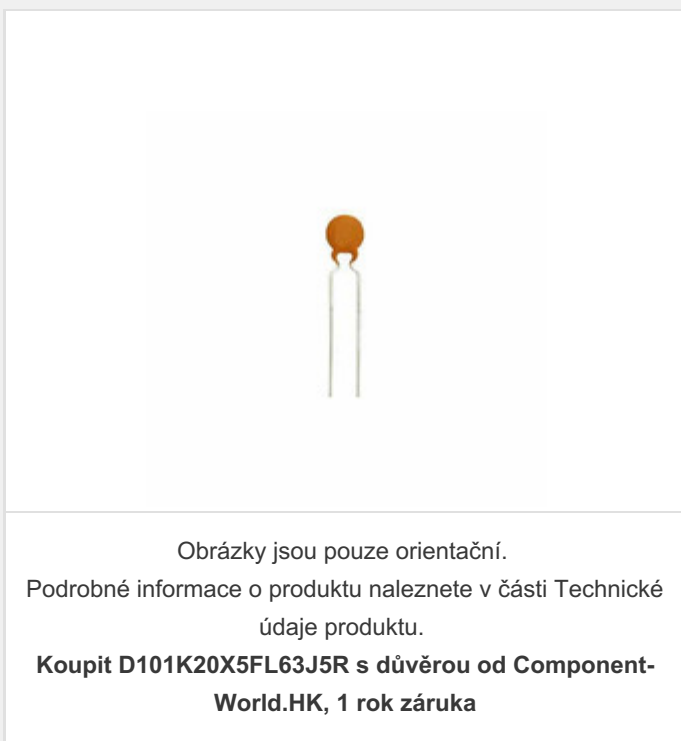 Obrázky jsou pouze orientační.
Podrobné informace o produktu naleznete v části Technické
údaje produktu.
Koupit D101K20X5FL63J5R s důvěrou od Component-
World.HK, 1 rok záruka